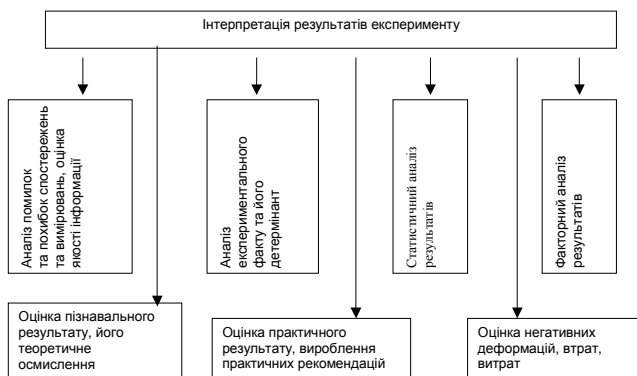 Інтерпретація результатів експерименту
Аналіз помилок
та похибок спостережень
та вимірювань, оцінка
якості інформації
Аналіз
експериментального
факту та його
детермінант
Статистичний аналіз
результатів
Факторний аналіз
результатів
Оцінка пізнавального
результату, його
теоретичне
осмислення
Оцінка практичного
результату, вироблення
практичних рекомендацій
Оцінка негативних
деформацій, втрат,
витрат